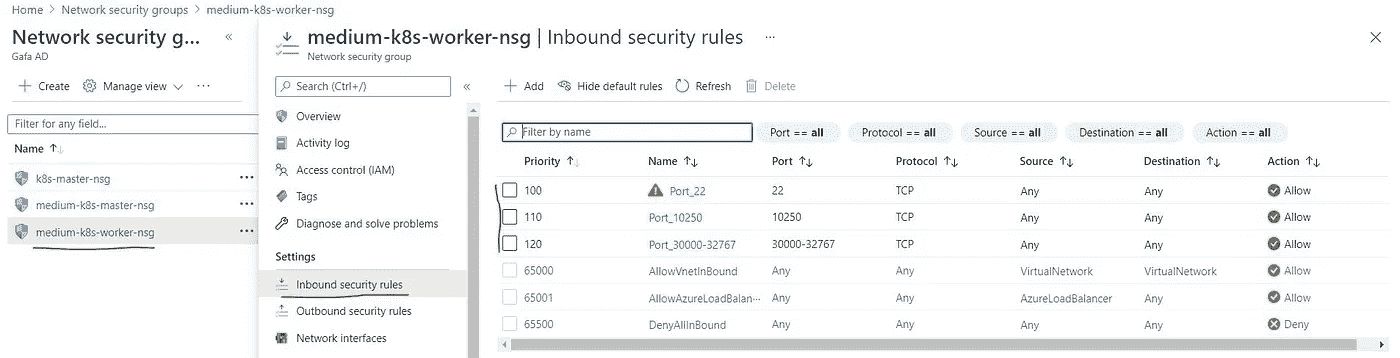 Home > Network security groups > medium-k8s-worker-nsg
Network security g... «
Gafa AD
+ Create Manage view ...
Filter for any field...
Name ↑↓
k8s-master-nsg ...
medium-k8s-master-nsg ...
medium-k8s-worker-nsg ...
medium-k8s-worker-nsg | Inbound security rules ...
Network security group
Search (Ctrl+/) «
Overview
Activity log
Access control (IAM)
Tags
Diagnose and solve problems
Settings
Inbound security rules
Outbound security rules
Network interfaces
+ Add Hide default rules Refresh Delete
Filter by name Port == all Protocol == all Source == all Destination == all Action == all
Priority ↑↓ Name ↑↓ Port ↑↓ Protocol ↑↓ Source ↑↓ Destination ↑↓ Action ↑↓
100 Port_22 22 TCP Any Any Allow
110 Port_10250 10250 TCP Any Any Allow
120 Port_30000-32767 30000-32767 TCP Any Any Allow
65000 AllowVnetInBound Any Any VirtualNetwork VirtualNetwork Allow
65001 AllowAzureLoadBalan... Any Any AzureLoadBalancer Any Allow
65500 DenyAllInBound Any Any Any Any Deny